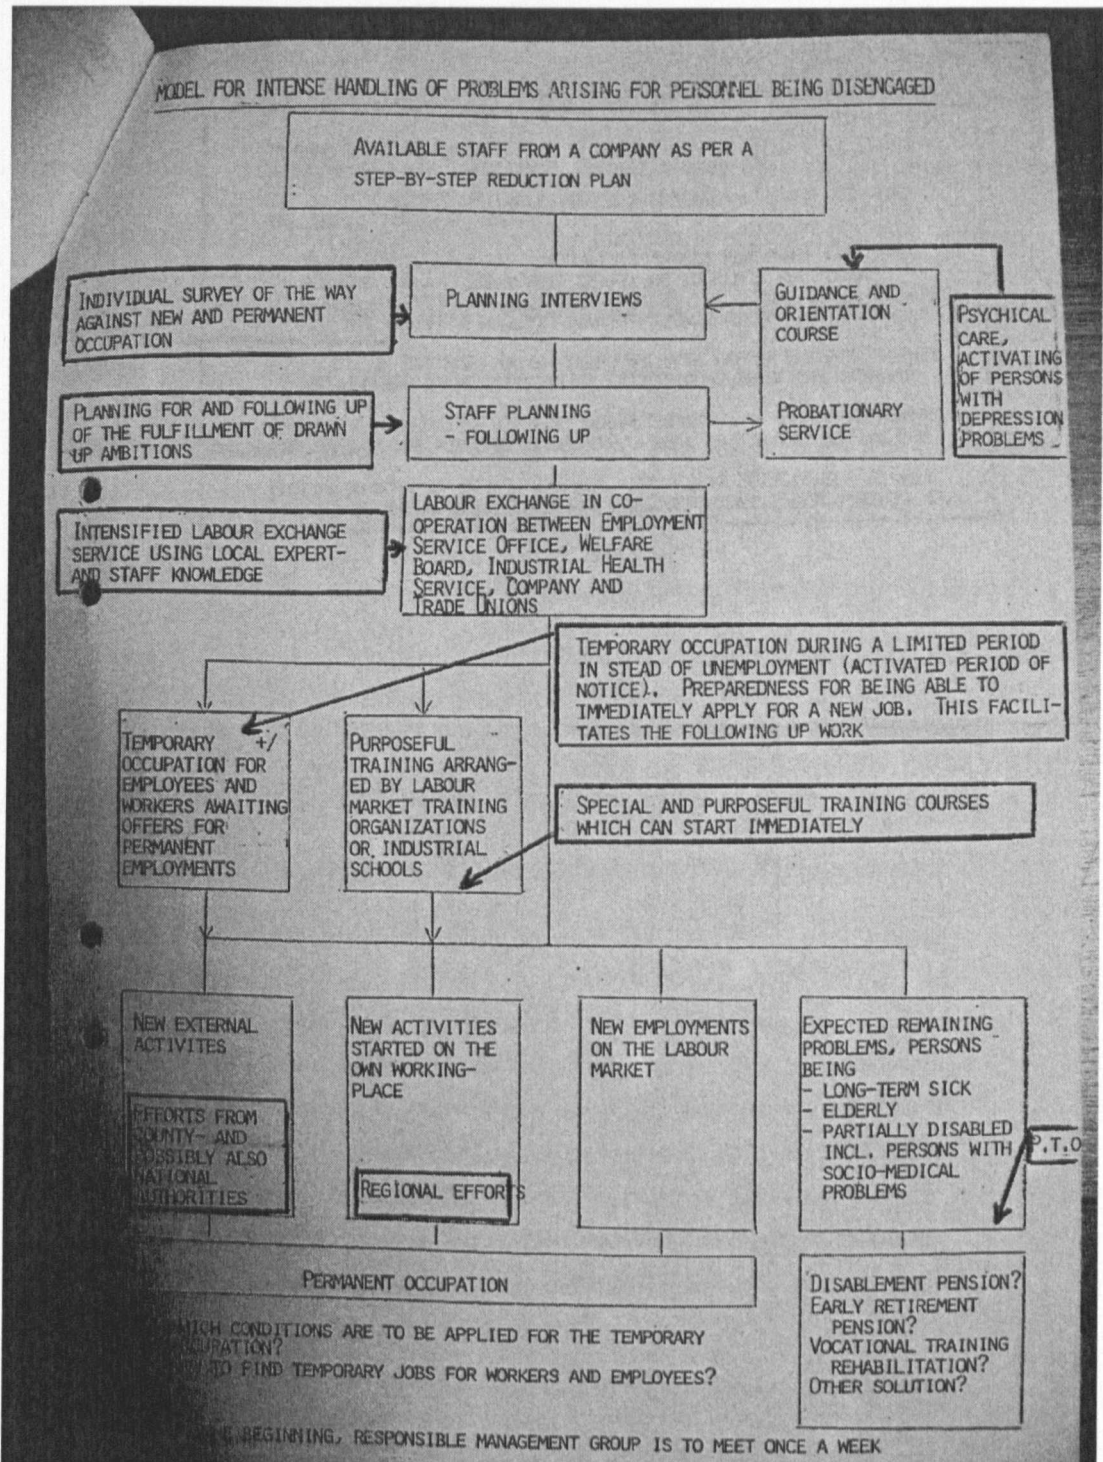 MODEL FOR INTENSE HANDLING OF PROBLEMS ARISING FOR PERSONNEL BEING DISENGAGED
AVAILABLE STAFF FROM A COMPANY AS PER A
STEP-BY-STEP REDUCTION PLAN
INDIVIDUAL SURVEY OF THE WAY
AGAINST NEW AND PERMANENT
OCCUPATION
PLANNING INTERVIEWS
GUIDANCE AND
ORIENTATION
COURSE
PROBATIONARY
SERVICE
PSYCHICAL
CARE,
ACTIVATING
OF PERSONS
WITH
DEPRESSION
PROBLEMS
PLANNING FOR AND FOLLOWING UP
OF THE FULFILLMENT OF DRAWN
UP AMBITIONS
STAFF PLANNING
- FOLLOWING UP
INTENSIFIED LABOUR EXCHANGE
SERVICE USING LOCAL EXPERT-
AND STAFF KNOWLEDGE
LABOUR EXCHANGE IN CO-
OPERATION BETWEEN EMPLOYMENT
SERVICE OFFICE, WELFARE
BOARD, INDUSTRIAL HEALTH
SERVICE, COMPANY AND
TRADE UNIONS
TEMPORARY OCCUPATION DURING A LIMITED PERIOD
IN STEAD OF UNEMPLOYMENT (ACTIVATED PERIOD OF
NOTICE). PREPAREDNESS FOR BEING ABLE TO
IMMEDIATELY APPLY FOR A NEW JOB. THIS FACILI-
TATES THE FOLLOWING UP WORK
TEMPORARY +/
OCCUPATION FOR
EMPLOYEES AND
WORKERS AWAITING
OFFERS FOR
PERMANENT
EMPLOYMENTS
PURPOSEFUL
TRAINING ARRANG-
ED BY LABOUR
MARKET TRAINING
ORGANIZATIONS
OR INDUSTRIAL
SCHOOLS
SPECIAL AND PURPOSEFUL TRAINING COURSES
WHICH CAN START IMMEDIATELY
NEW EXTERNAL
ACTIVITES
EFFORTS FROM
COUNTY- AND
POSSIBLY ALSO
NATIONAL
AUTHORITIES
NEW ACTIVITIES
STARTED ON THE
OWN WORKING-
PLACE
REGIONAL EFFORTS
NEW EMPLOYMENTS
ON THE LABOUR
MARKET
EXPECTED REMAINING
PROBLEMS, PERSONS
BEING
- LONG-TERM SICK
- ELDERLY
- PARTIALLY DISABLED
INCL. PERSONS WITH
SOCIO-MEDICAL
PROBLEMS
P.T.O
PERMANENT OCCUPATION
DISABLEMENT PENSION?
EARLY RETIREMENT
PENSION?
VOCATIONAL TRAINING
REHABILITATION?
OTHER SOLUTION?
CONDITIONS ARE TO BE APPLIED FOR THE TEMPORARY
TO FIND TEMPORARY JOBS FOR WORKERS AND EMPLOYEES?
BEGINNING, RESPONSIBLE MANAGEMENT GROUP IS TO MEET ONCE A WEEK